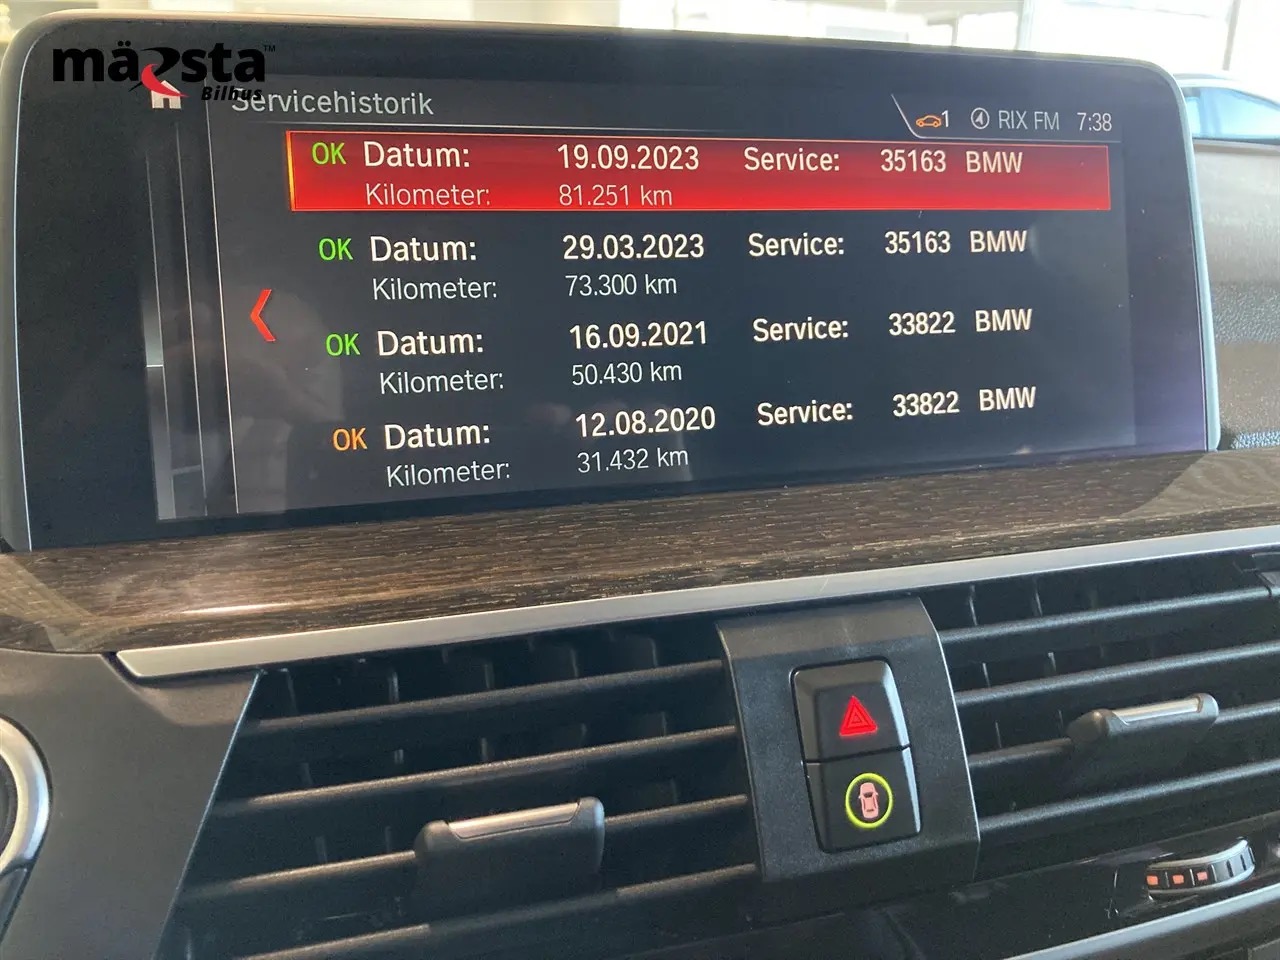 märsta™
Bilhus
Servicehistorik
1 RIX FM 7:38
OK Datum: 19.09.2023 Service: 35163 BMW
Kilometer: 81.251 km
OK Datum: 29.03.2023 Service: 35163 BMW
Kilometer: 73.300 km
OK Datum: 16.09.2021 Service: 33822 BMW
Kilometer: 50.430 km
OK Datum: 12.08.2020 Service: 33822 BMW
Kilometer: 31.432 km